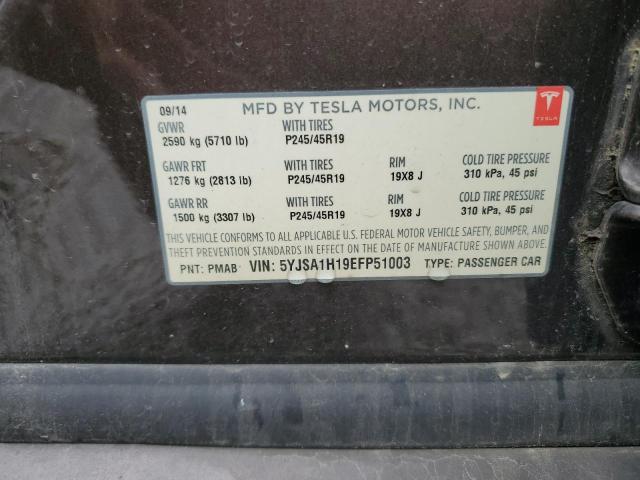 09/14 MFD BY TESLA MOTORS, INC.
TESLA
GVWR WITH TIRES
2590 kg (5710 lb) P245/45R19
GAWR FRT WITH TIRES RIM COLD TIRE PRESSURE
1276 kg (2813 lb) P245/45R19 19X8 J 310 kPa, 45 psi
GAWR RR WITH TIRES RIM COLD TIRE PRESSURE
1500 kg (3307 lb) P245/45R19 19X8 J 310 kPa, 45 psi
THIS VEHICLE CONFORMS TO ALL APPLICABLE U.S. FEDERAL MOTOR VEHICLE SAFETY, BUMPER, AND
THEFT PREVENTION STANDARDS IN EFFECT ON THE DATE OF MANUFACTURE SHOWN ABOVE.
PNT: PMAB VIN: 5YJSA1H19EFP51003 TYPE: PASSENGER CAR